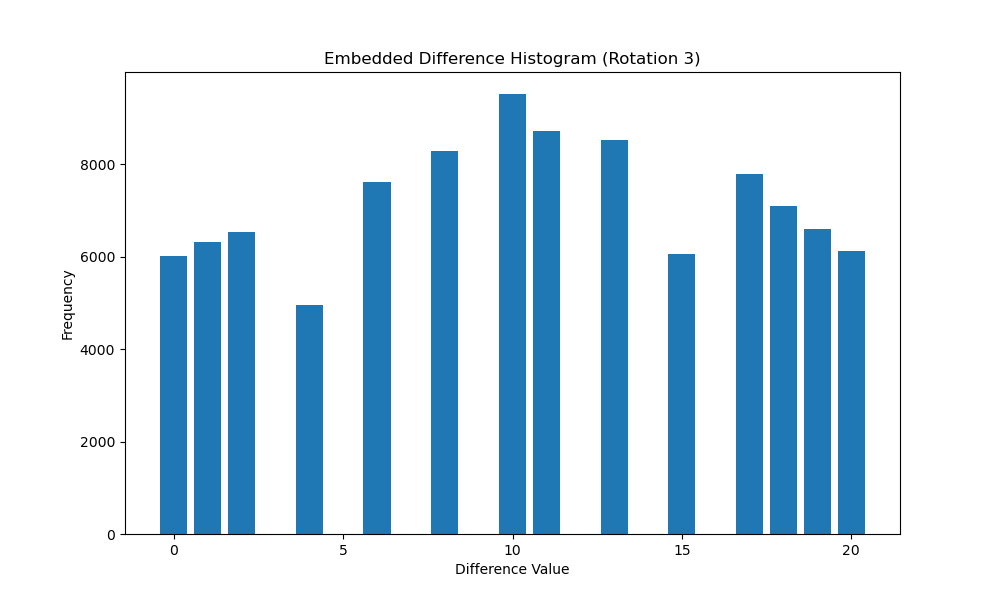 Embedded Difference Histogram (Rotation 3)
Frequency
8000
6000
4000
2000
0
0 5 10 15 20
Difference Value